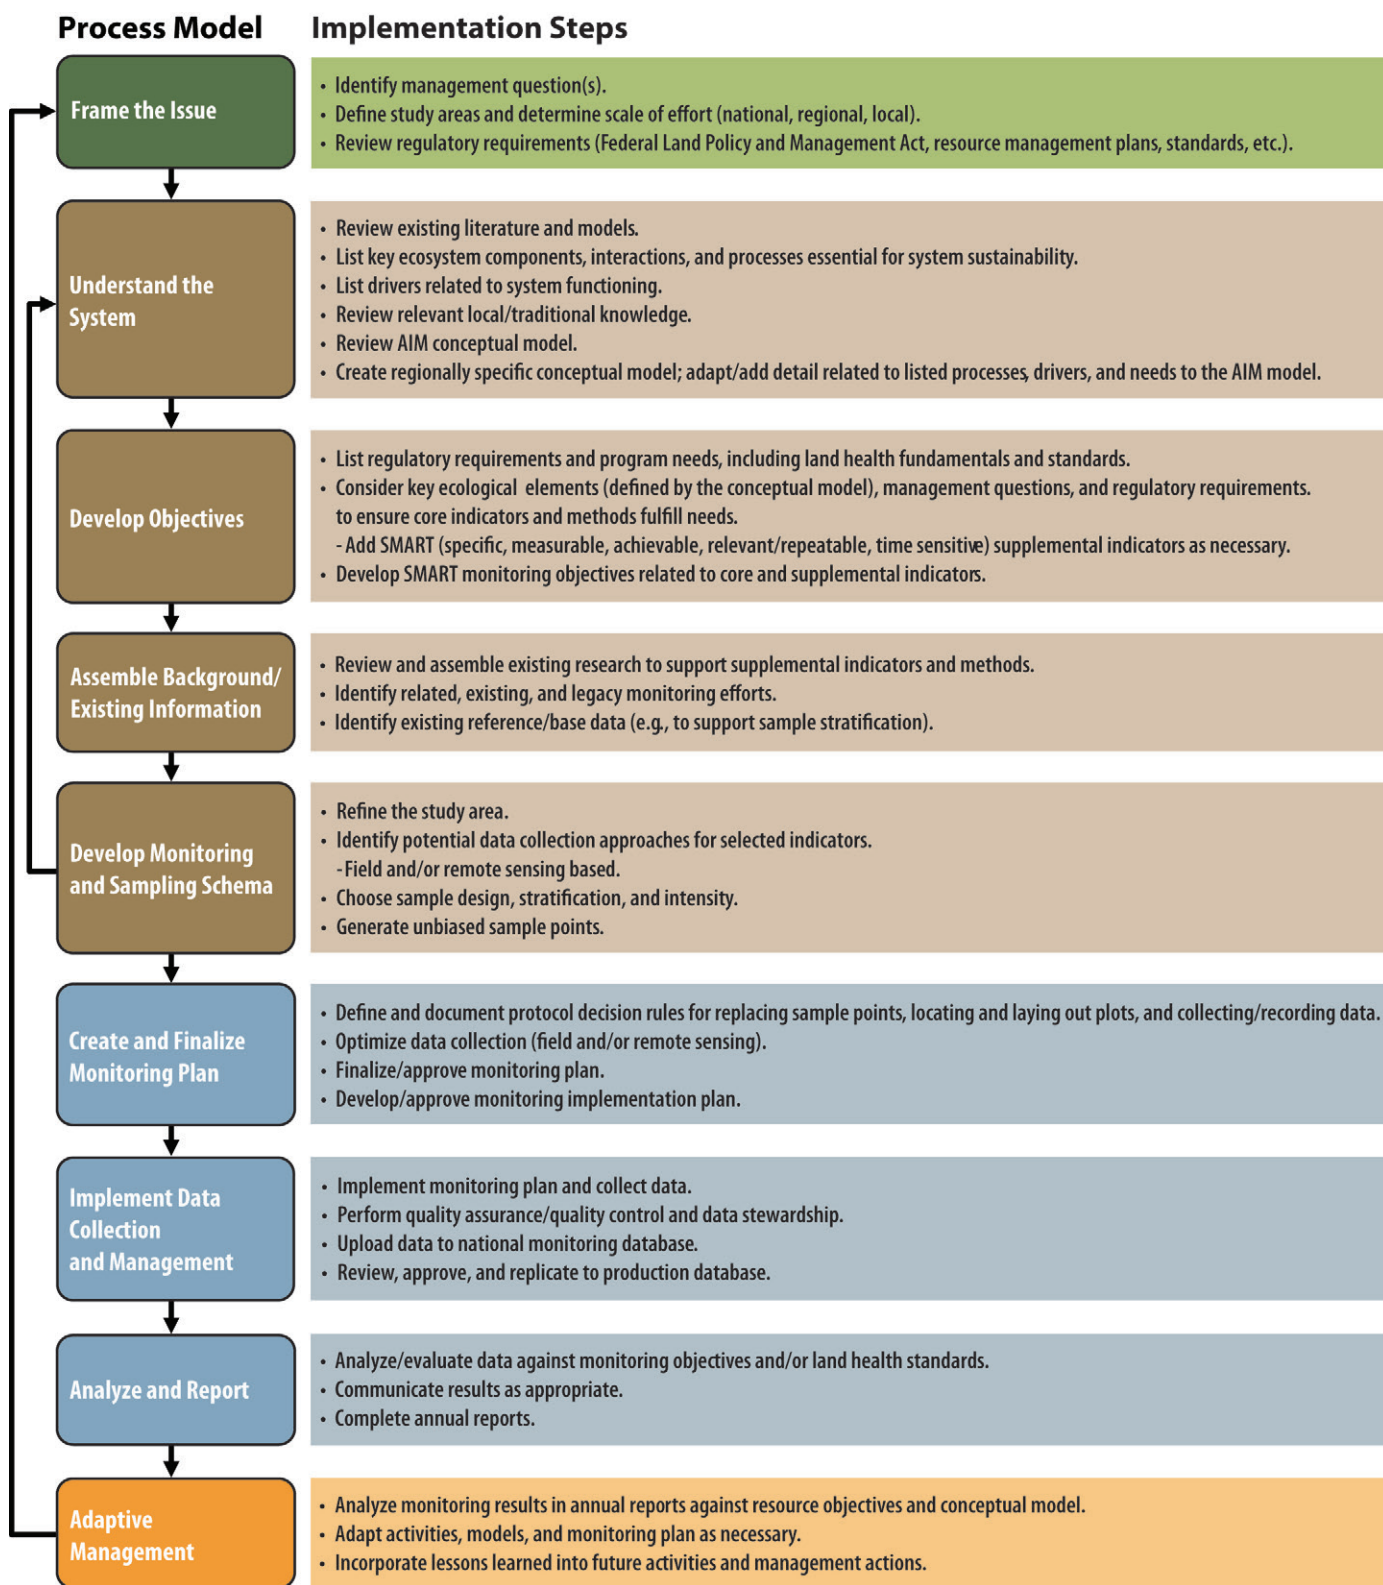 Process Model
Implementation Steps
Frame the Issue
• Identify management question(s).
• Define study areas and determine scale of effort (national, regional, local).
• Review regulatory requirements (Federal Land Policy and Management Act, resource management plans, standards, etc.).
Understand the
System
• Review existing literature and models.
• List key ecosystem components, interactions, and processes essential for system sustainability.
• List drivers related to system functioning.
• Review relevant local/traditional knowledge.
• Review AIM conceptual model.
• Create regionally specific conceptual model; adapt/add detail related to listed processes, drivers, and needs to the AIM model.
Develop Objectives
• List regulatory requirements and program needs, including land health fundamentals and standards.
• Consider key ecological elements (defined by the conceptual model), management questions, and regulatory requirements.
to ensure core indicators and methods fulfill needs.
- Add SMART (specific, measurable, achievable, relevant/repeatable, time sensitive) supplemental indicators as necessary.
• Develop SMART monitoring objectives related to core and supplemental indicators.
Assemble Background/
Existing Information
• Review and assemble existing research to support supplemental indicators and methods.
• Identify related, existing, and legacy monitoring efforts.
• Identify existing reference/base data (e.g., to support sample stratification).
Develop Monitoring
and Sampling Schema
• Refine the study area.
• Identify potential data collection approaches for selected indicators.
- Field and/or remote sensing based.
• Choose sample design, stratification, and intensity.
• Generate unbiased sample points.
Create and Finalize
Monitoring Plan
• Define and document protocol decision rules for replacing sample points, locating and laying out plots, and collecting/recording data.
• Optimize data collection (field and/or remote sensing).
• Finalize/approve monitoring plan.
• Develop/approve monitoring implementation plan.
Implement Data
Collection
and Management
• Implement monitoring plan and collect data.
• Perform quality assurance/quality control and data stewardship.
• Upload data to national monitoring database.
• Review, approve, and replicate to production database.
Analyze and Report
• Analyze/evaluate data against monitoring objectives and/or land health standards.
• Communicate results as appropriate.
• Complete annual reports.
Adaptive
Management
• Analyze monitoring results in annual reports against resource objectives and conceptual model.
• Adapt activities, models, and monitoring plan as necessary.
• Incorporate lessons learned into future activities and management actions.